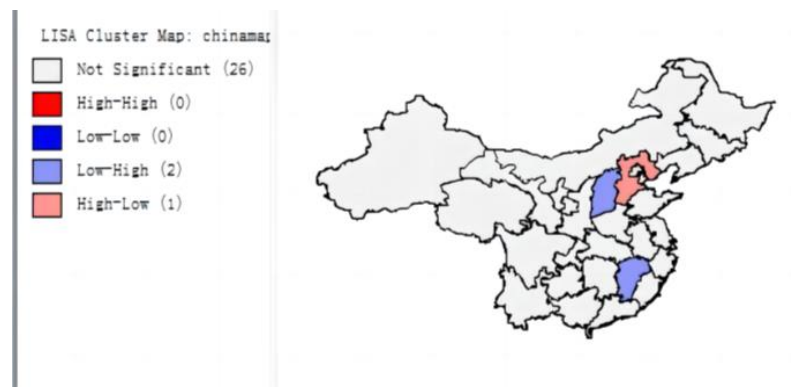 LISA Cluster Map: chinamap
Not Significant (26)
High-High (0)
Low-Low (0)
Low-High (2)
High-Low (1)